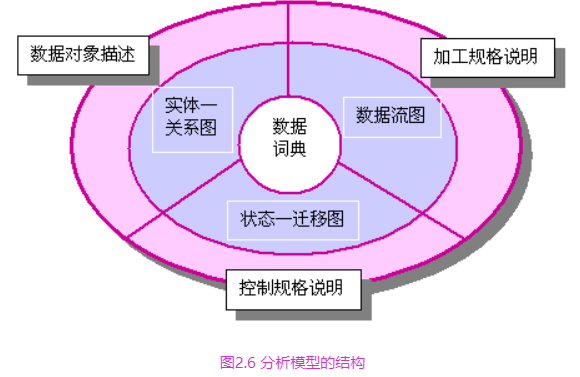 数据对象描述
加工规格说明
实体一
关系图
数据流图
数据
词典
状态一迁移图
控制规格说明
图2.6 分析模型的结构